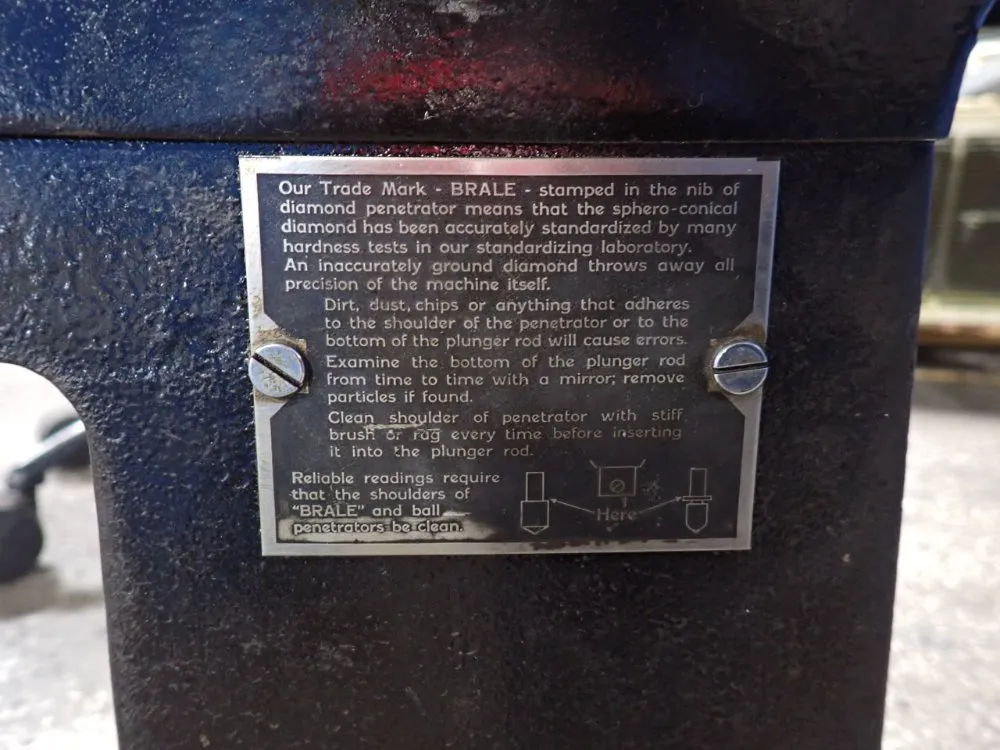 Our Trade Mark - BRALE - stamped in the nib of
diamond penetrator means that the sphero-conical
diamond has been accurately standardized by many
hardness tests in our standardizing laboratory.
An inaccurately ground diamond throws away all
precision of the machine itself.
Dirt, dust, chips or anything that adheres
to the shoulder of the penetrator or to the
bottom of the plunger rod will cause errors.
Examine the bottom of the plunger rod
from time to time with a mirror; remove
particles if found.
Clean shoulder of penetrator with stiff
brush or rag every time before inserting
it into the plunger rod.
Reliable readings require
that the shoulders of
"BRALE" and ball
penetrators be clean.
Here